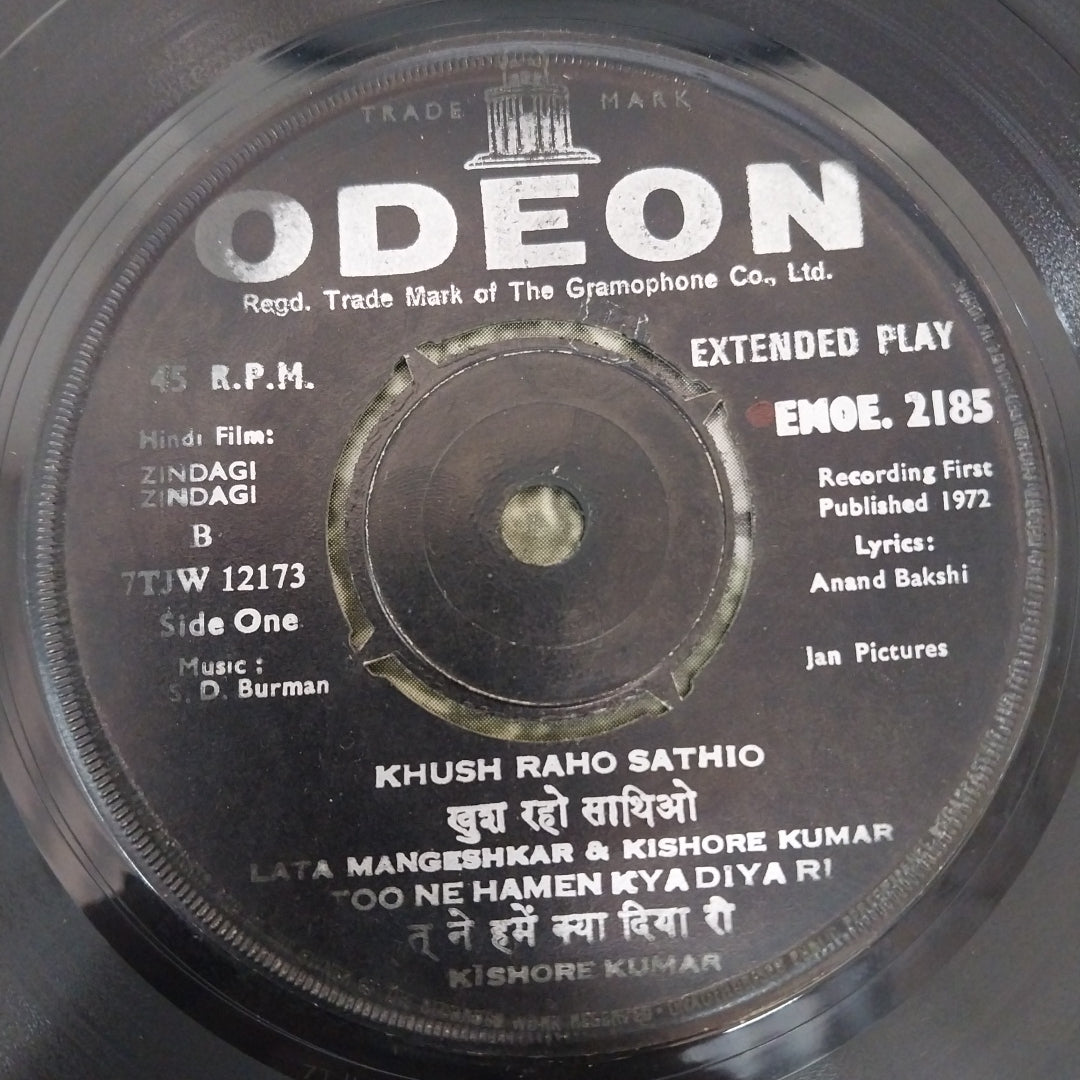 TRADE MARK
ODEON
Regd. Trade Mark of The Gramophone Co., Ltd.
45 R.P.M.
EXTENDED PLAY
EMOE. 2185
Hindi Film:
ZINDAGI
ZINDAGI
B
7TJW 12173
Side One
Music :
S. D. Burman
Recording First
Published 1972
Lyrics:
Anand Bakshi
Jan Pictures
KHUSH RAHO SATHIO
खुश रहो साथिओ
LATA MANGESHKAR & KISHORE KUMAR
TOO NE HAMEN KYA DIYA RI
तू ने हमें क्या दिया री
KISHORE KUMAR